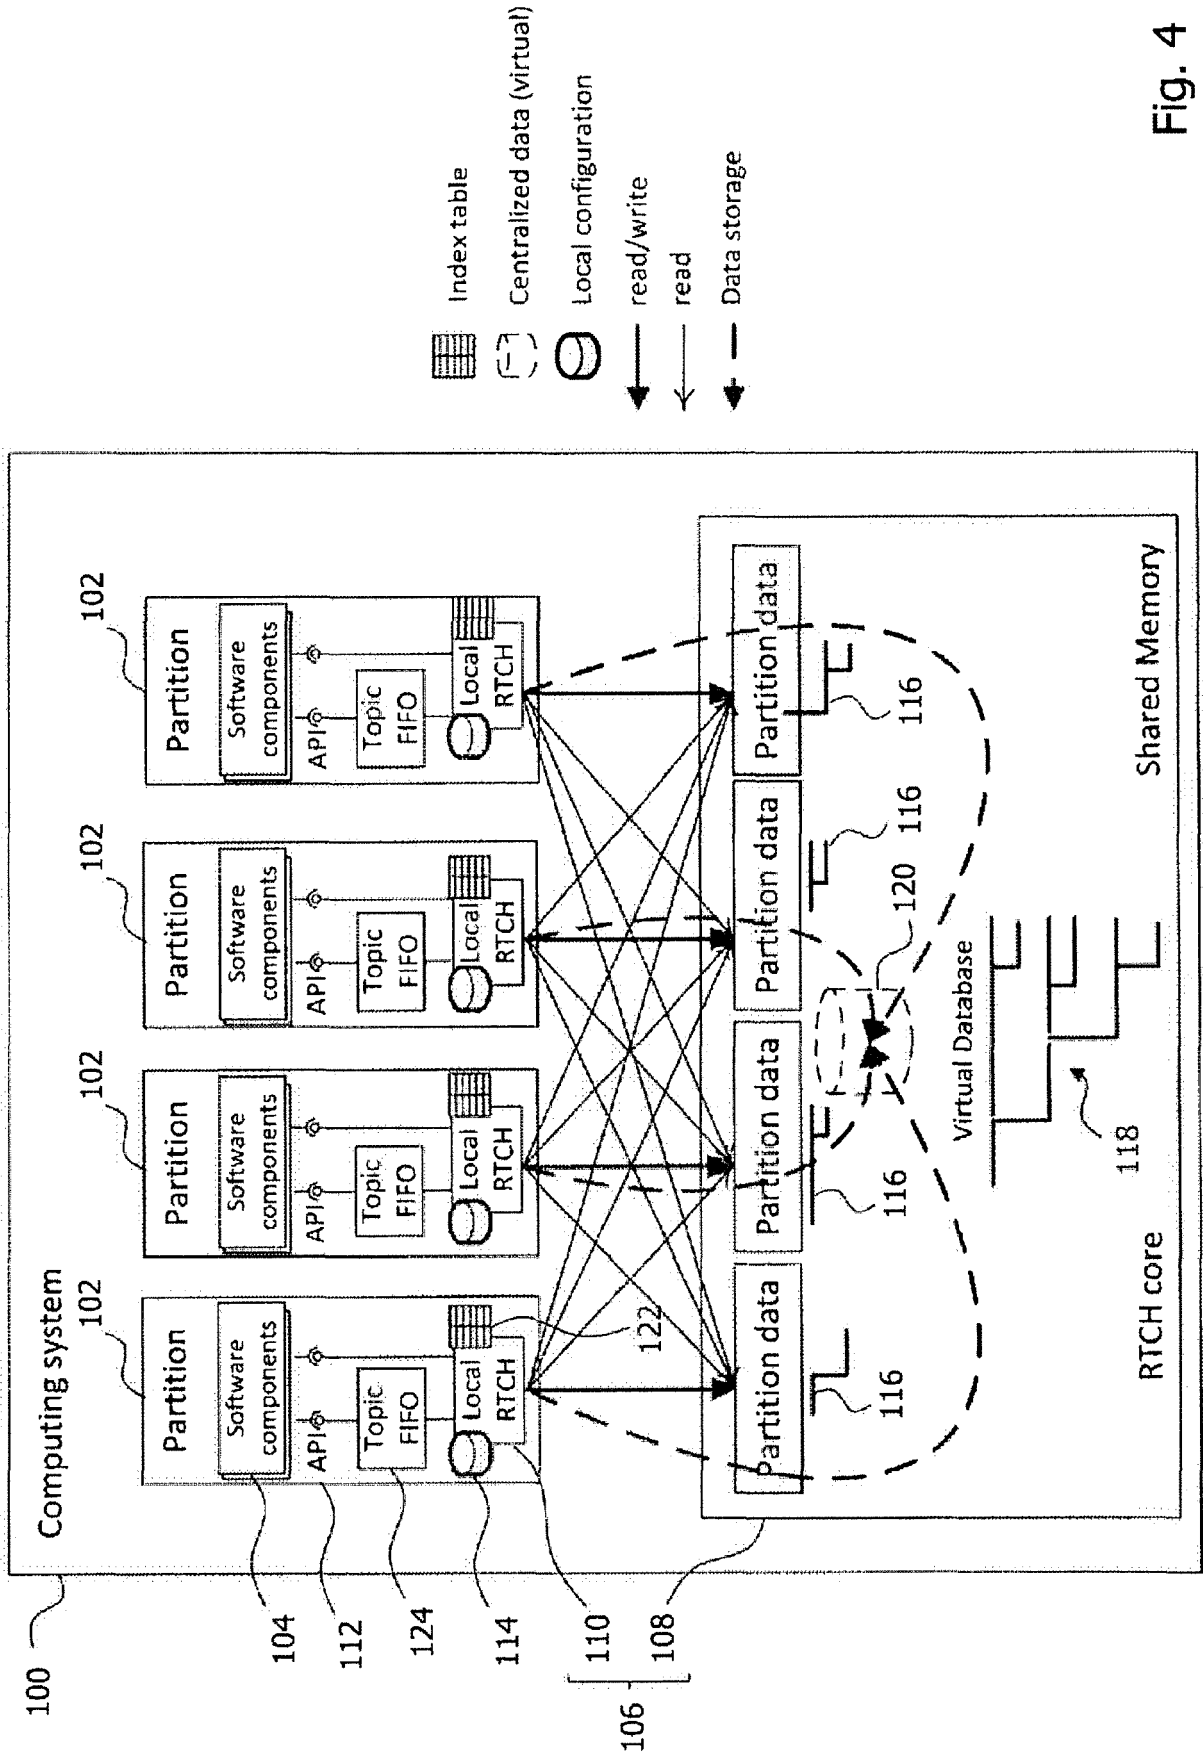 100
Computing system
102
102
102
102
Partition
Partition
Partition
Partition
104
Software
components
Software
components
Software
components
Software
components
112
API
API
API
API
124
Topic
FIFO
Topic
FIFO
Topic
FIFO
Topic
FIFO
114
Local
RTCH
Local
RTCH
Local
RTCH
Local
RTCH
110
122
106
108
Partition data
Partition data
Partition data
Partition data
116
116
116
116
120
Virtual Database
118
RTCH core
Shared Memory
Index table
Centralized data (virtual)
Local configuration
read/write
read
Data storage
Fig. 4